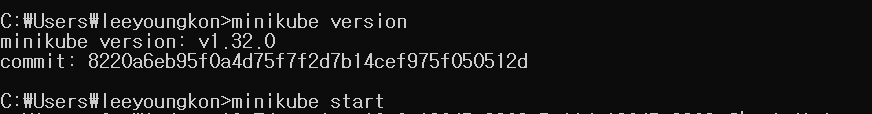 C:₩Users₩leeyoungkon>minikube version
minikube version: v1.32.0
commit: 8220a6eb95f0a4d75f7f2d7b14cef975f050512d
C:₩Users₩leeyoungkon>minikube start